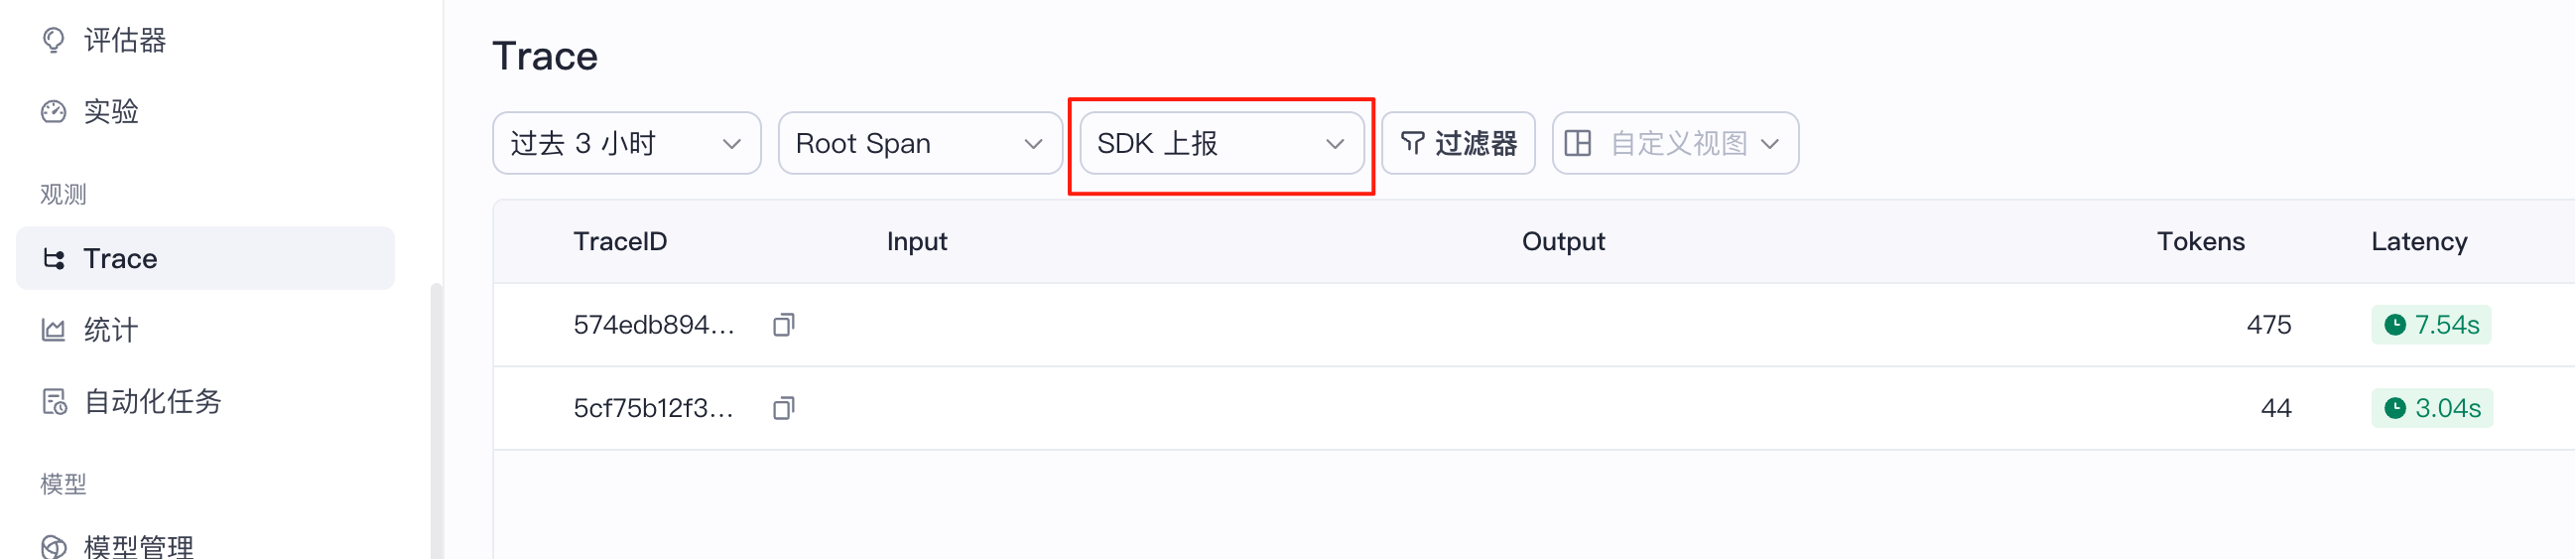 评估器
实验
观测
Trace
统计
自动化任务
模型
模型管理
Trace
过去 3 小时 Root Span SDK 上报 过滤器 自定义视图
TraceID Input Output Tokens Latency
574edb894... 475 7.54s
5cf75b12f3... 44 3.04s